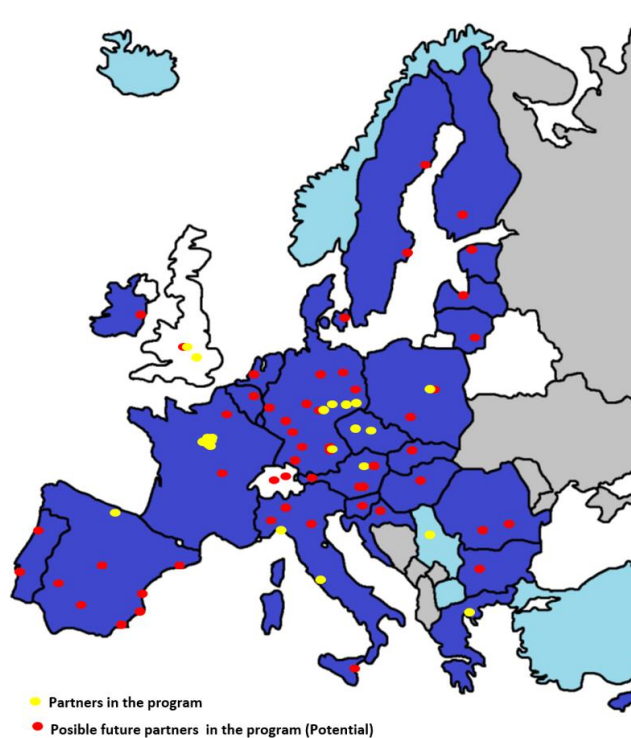 Partners in the program
Posible future partners in the program (Potential)